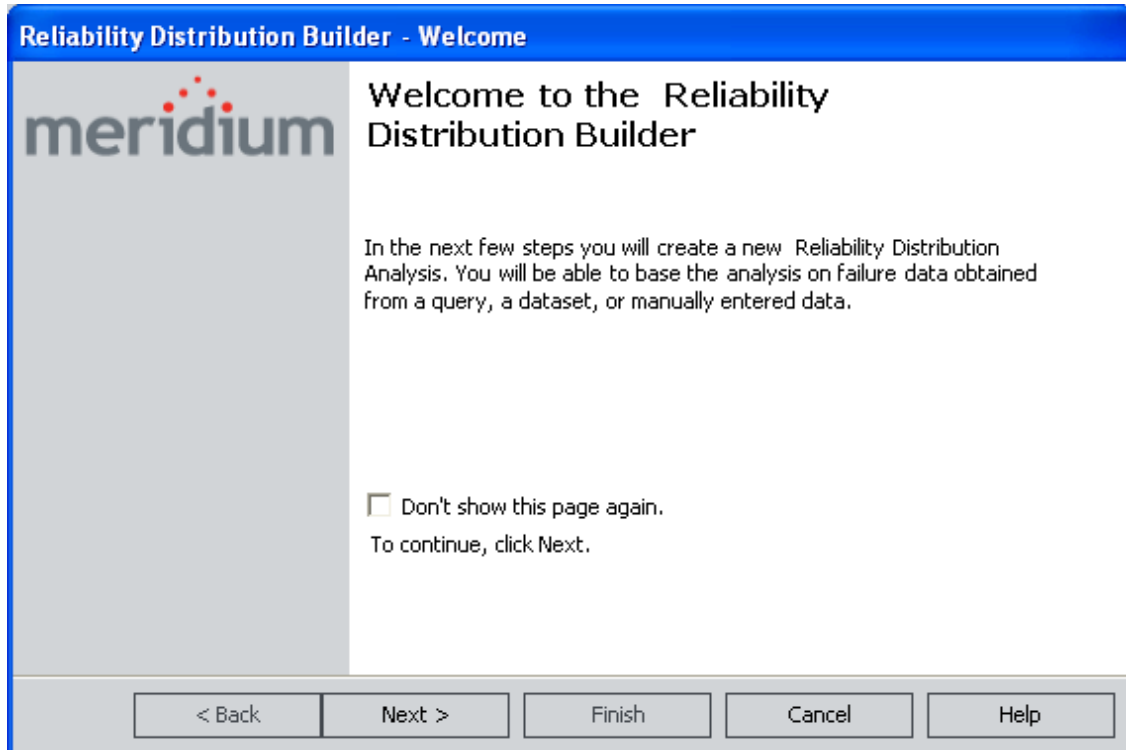 Reliability Distribution Builder - Welcome
meridium
Welcome to the Reliability
Distribution Builder
In the next few steps you will create a new Reliability Distribution
Analysis. You will be able to base the analysis on failure data obtained
from a query, a dataset, or manually entered data.
Don't show this page again.
To continue, click Next.
< Back
Next >
Finish
Cancel
Help